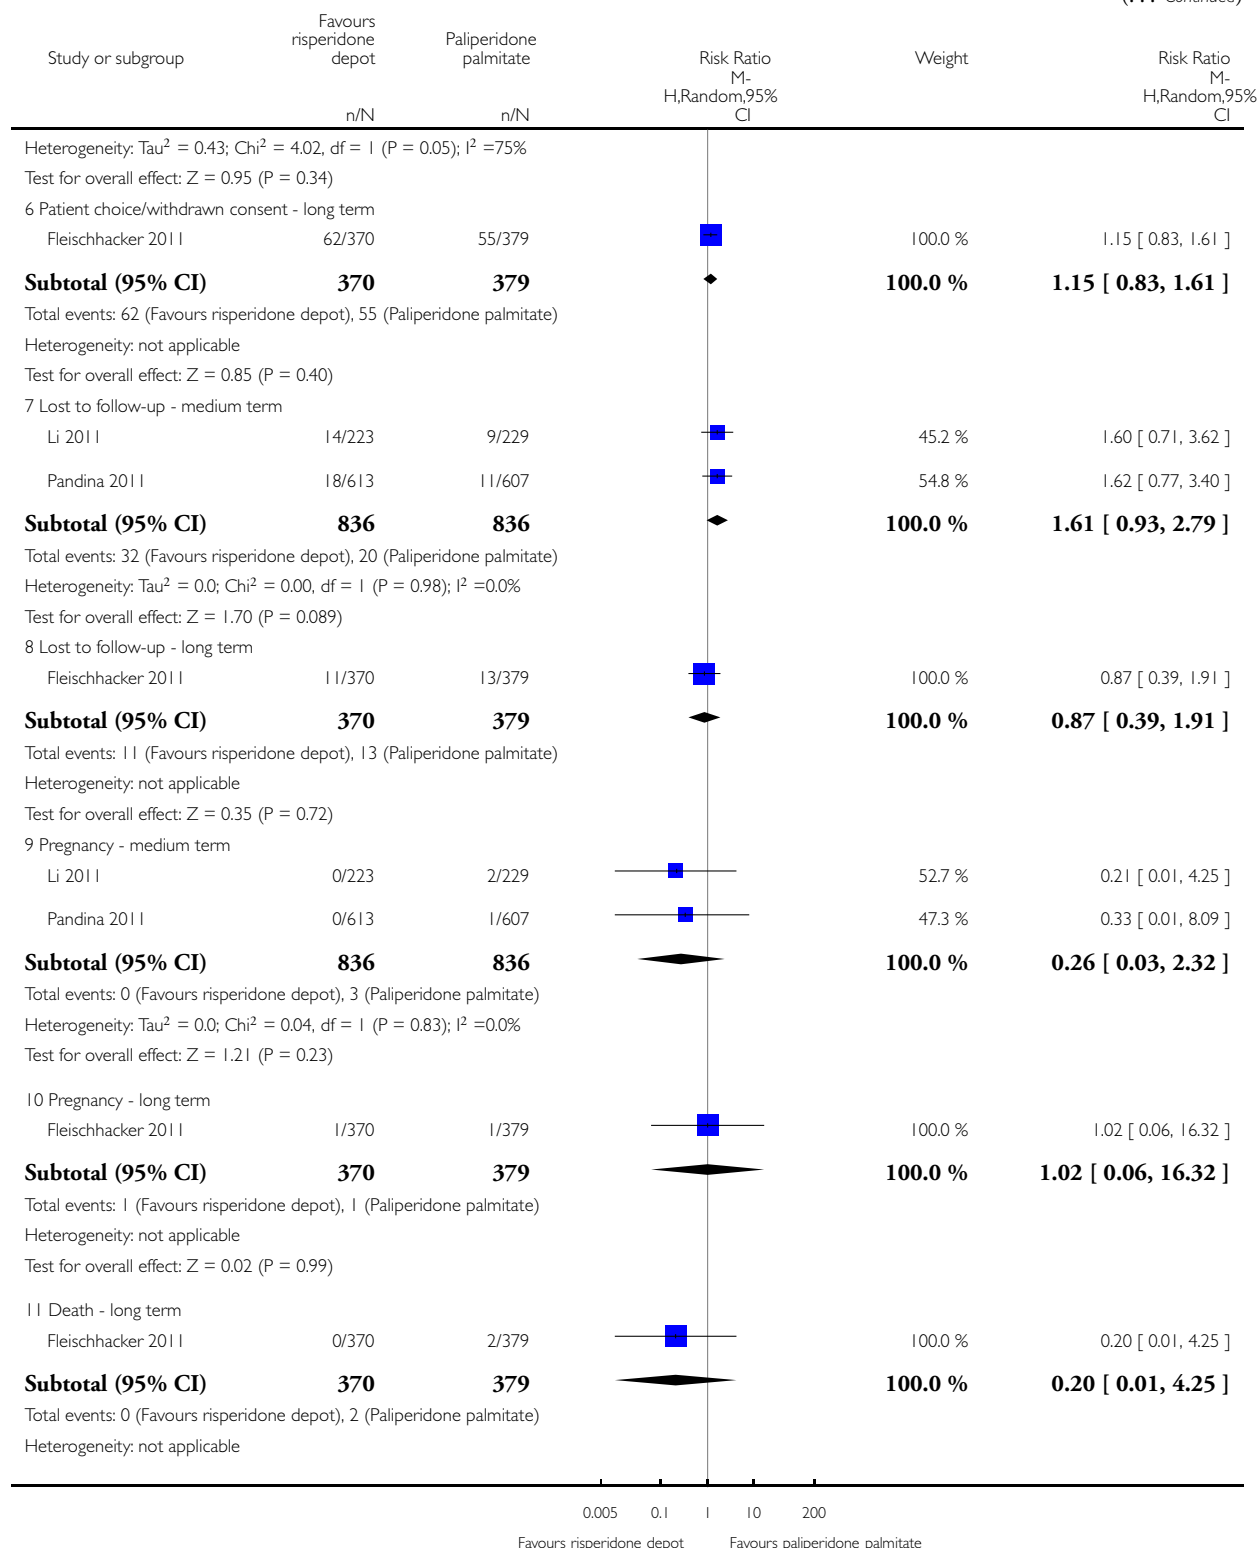 (... Continued)
Favours
risperidone
depot
Paliperidone
palmitate
Study or subgroup
Risk Ratio
Weight
Risk Ratio
n/N
n/N
M-
H,Random,95%
CI
M-
H,Random,95%
CI
Heterogeneity: Tau² = 0.43; Chi² = 4.02, df = 1 (P = 0.05); I² =75%
Test for overall effect: Z = 0.95 (P = 0.34)
6 Patient choice/withdrawn consent - long term
Fleischhacker 2011 62/370 55/379 100.0 % 1.15 [ 0.83, 1.61 ]
Subtotal (95% CI) 370 379 100.0 % 1.15 [ 0.83, 1.61 ]
Total events: 62 (Favours risperidone depot), 55 (Paliperidone palmitate)
Heterogeneity: not applicable
Test for overall effect: Z = 0.85 (P = 0.40)
7 Lost to follow-up - medium term
Li 2011 14/223 9/229 45.2 % 1.60 [ 0.71, 3.62 ]
Pandina 2011 18/613 11/607 54.8 % 1.62 [ 0.77, 3.40 ]
Subtotal (95% CI) 836 836 100.0 % 1.61 [ 0.93, 2.79 ]
Total events: 32 (Favours risperidone depot), 20 (Paliperidone palmitate)
Heterogeneity: Tau² = 0.0; Chi² = 0.00, df = 1 (P = 0.98); I² =0.0%
Test for overall effect: Z = 1.70 (P = 0.089)
8 Lost to follow-up - long term
Fleischhacker 2011 11/370 13/379 100.0 % 0.87 [ 0.39, 1.91 ]
Subtotal (95% CI) 370 379 100.0 % 0.87 [ 0.39, 1.91 ]
Total events: 11 (Favours risperidone depot), 13 (Paliperidone palmitate)
Heterogeneity: not applicable
Test for overall effect: Z = 0.35 (P = 0.72)
9 Pregnancy - medium term
Li 2011 0/223 2/229 52.7 % 0.21 [ 0.01, 4.25 ]
Pandina 2011 0/613 1/607 47.3 % 0.33 [ 0.01, 8.09 ]
Subtotal (95% CI) 836 836 100.0 % 0.26 [ 0.03, 2.32 ]
Total events: 0 (Favours risperidone depot), 3 (Paliperidone palmitate)
Heterogeneity: Tau² = 0.0; Chi² = 0.04, df = 1 (P = 0.83); I² =0.0%
Test for overall effect: Z = 1.21 (P = 0.23)
10 Pregnancy - long term
Fleischhacker 2011 1/370 1/379 100.0 % 1.02 [ 0.06, 16.32 ]
Subtotal (95% CI) 370 379 100.0 % 1.02 [ 0.06, 16.32 ]
Total events: 1 (Favours risperidone depot), 1 (Paliperidone palmitate)
Heterogeneity: not applicable
Test for overall effect: Z = 0.02 (P = 0.99)
11 Death - long term
Fleischhacker 2011 0/370 2/379 100.0 % 0.20 [ 0.01, 4.25 ]
Subtotal (95% CI) 370 379 100.0 % 0.20 [ 0.01, 4.25 ]
Total events: 0 (Favours risperidone depot), 2 (Paliperidone palmitate)
Heterogeneity: not applicable
0.005 0.1 1 10 200
Favours risperidone depot Favours paliperidone palmitate